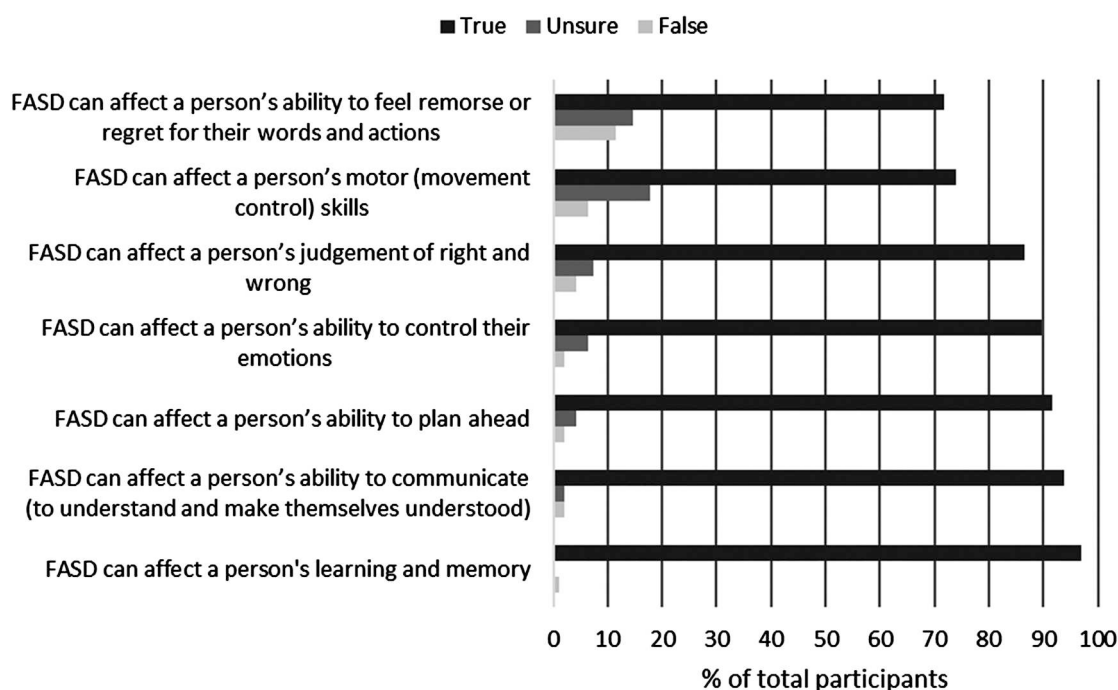 True Unsure False
FASD can affect a person’s ability to feel remorse or
regret for their words and actions
FASD can affect a person’s motor (movement
control) skills
FASD can affect a person’s judgement of right and
wrong
FASD can affect a person’s ability to control their
emotions
FASD can affect a person’s ability to plan ahead
FASD can affect a person’s ability to communicate
(to understand and make themselves understood)
FASD can affect a person's learning and memory
0 10 20 30 40 50 60 70 80 90 100
% of total participants